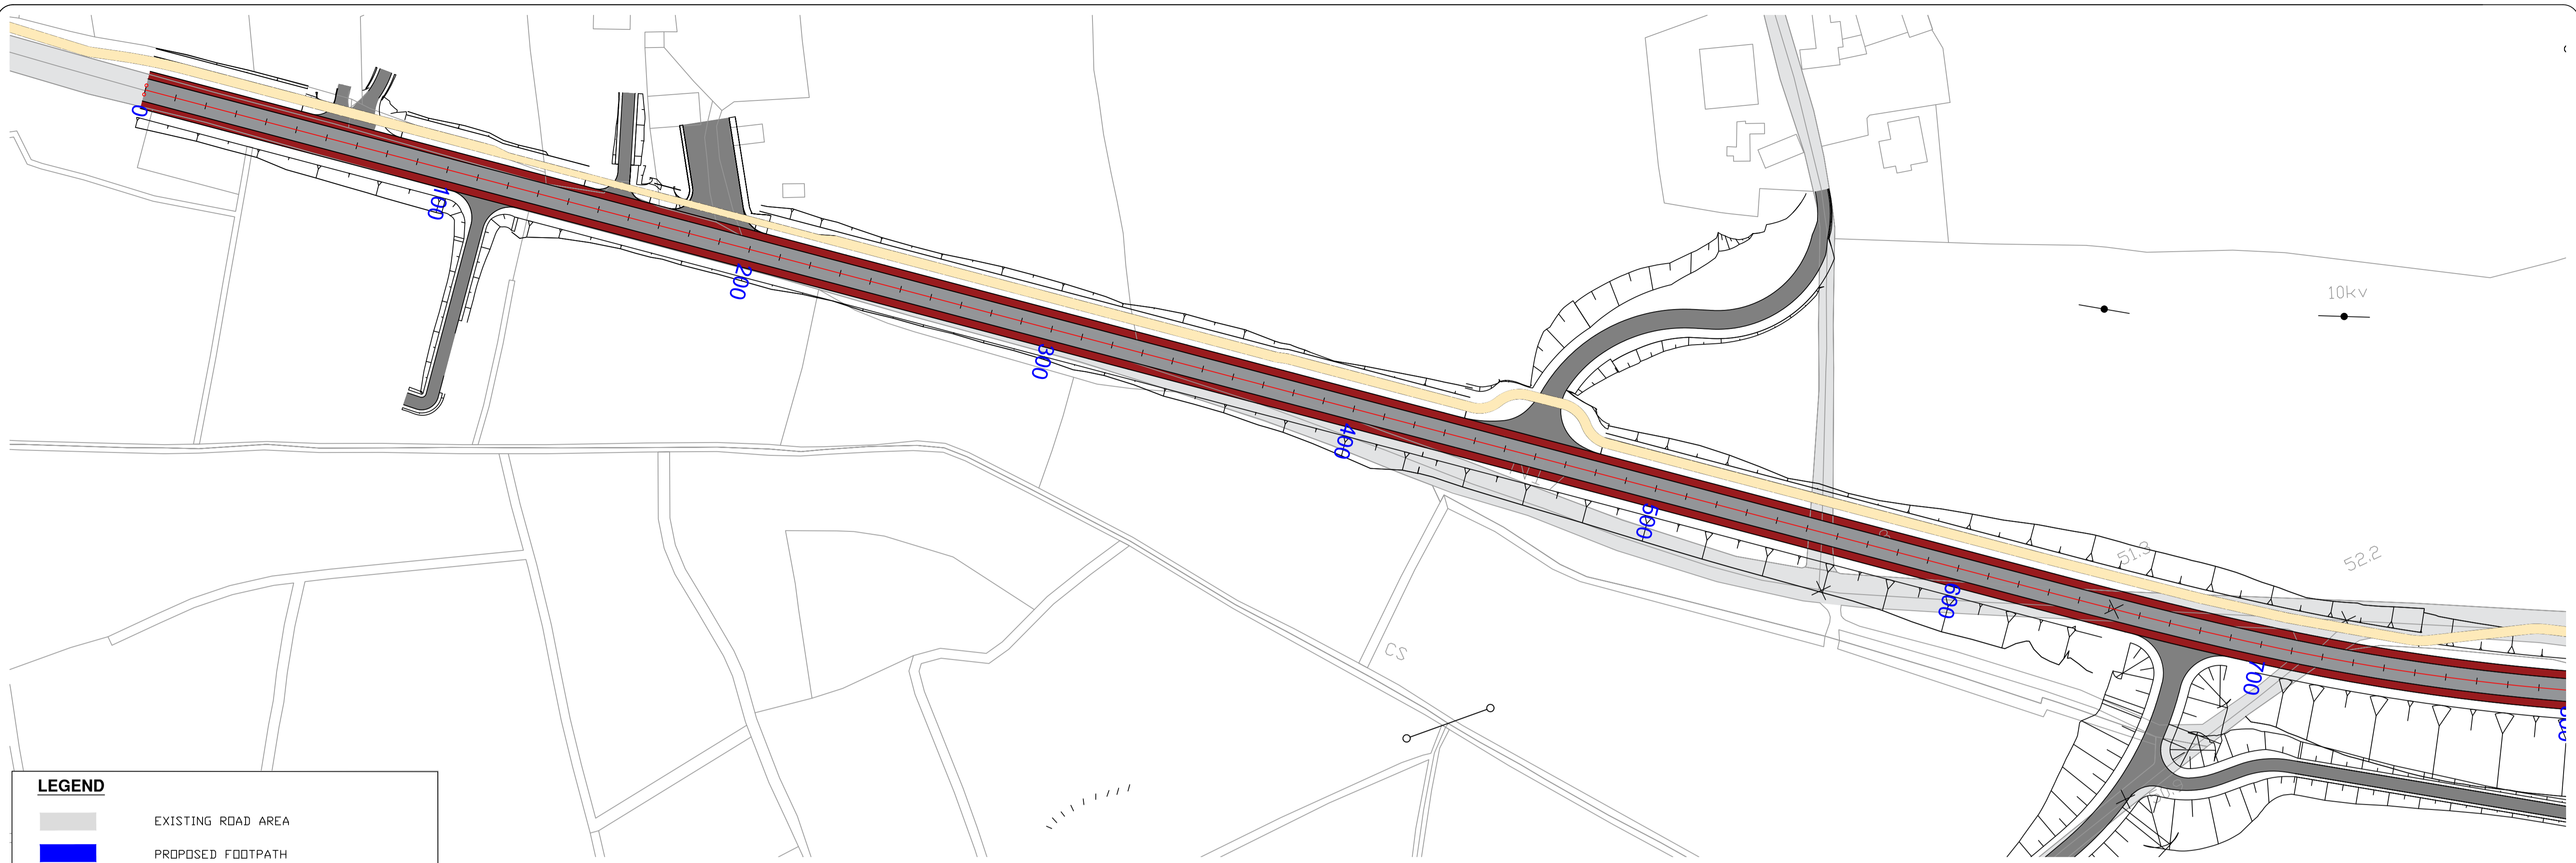 0
100
200
300
400
500
600
700
10kv
51.3
52.2
CS
LEGEND
EXISTING ROAD AREA
PROPOSED FOOTPATH